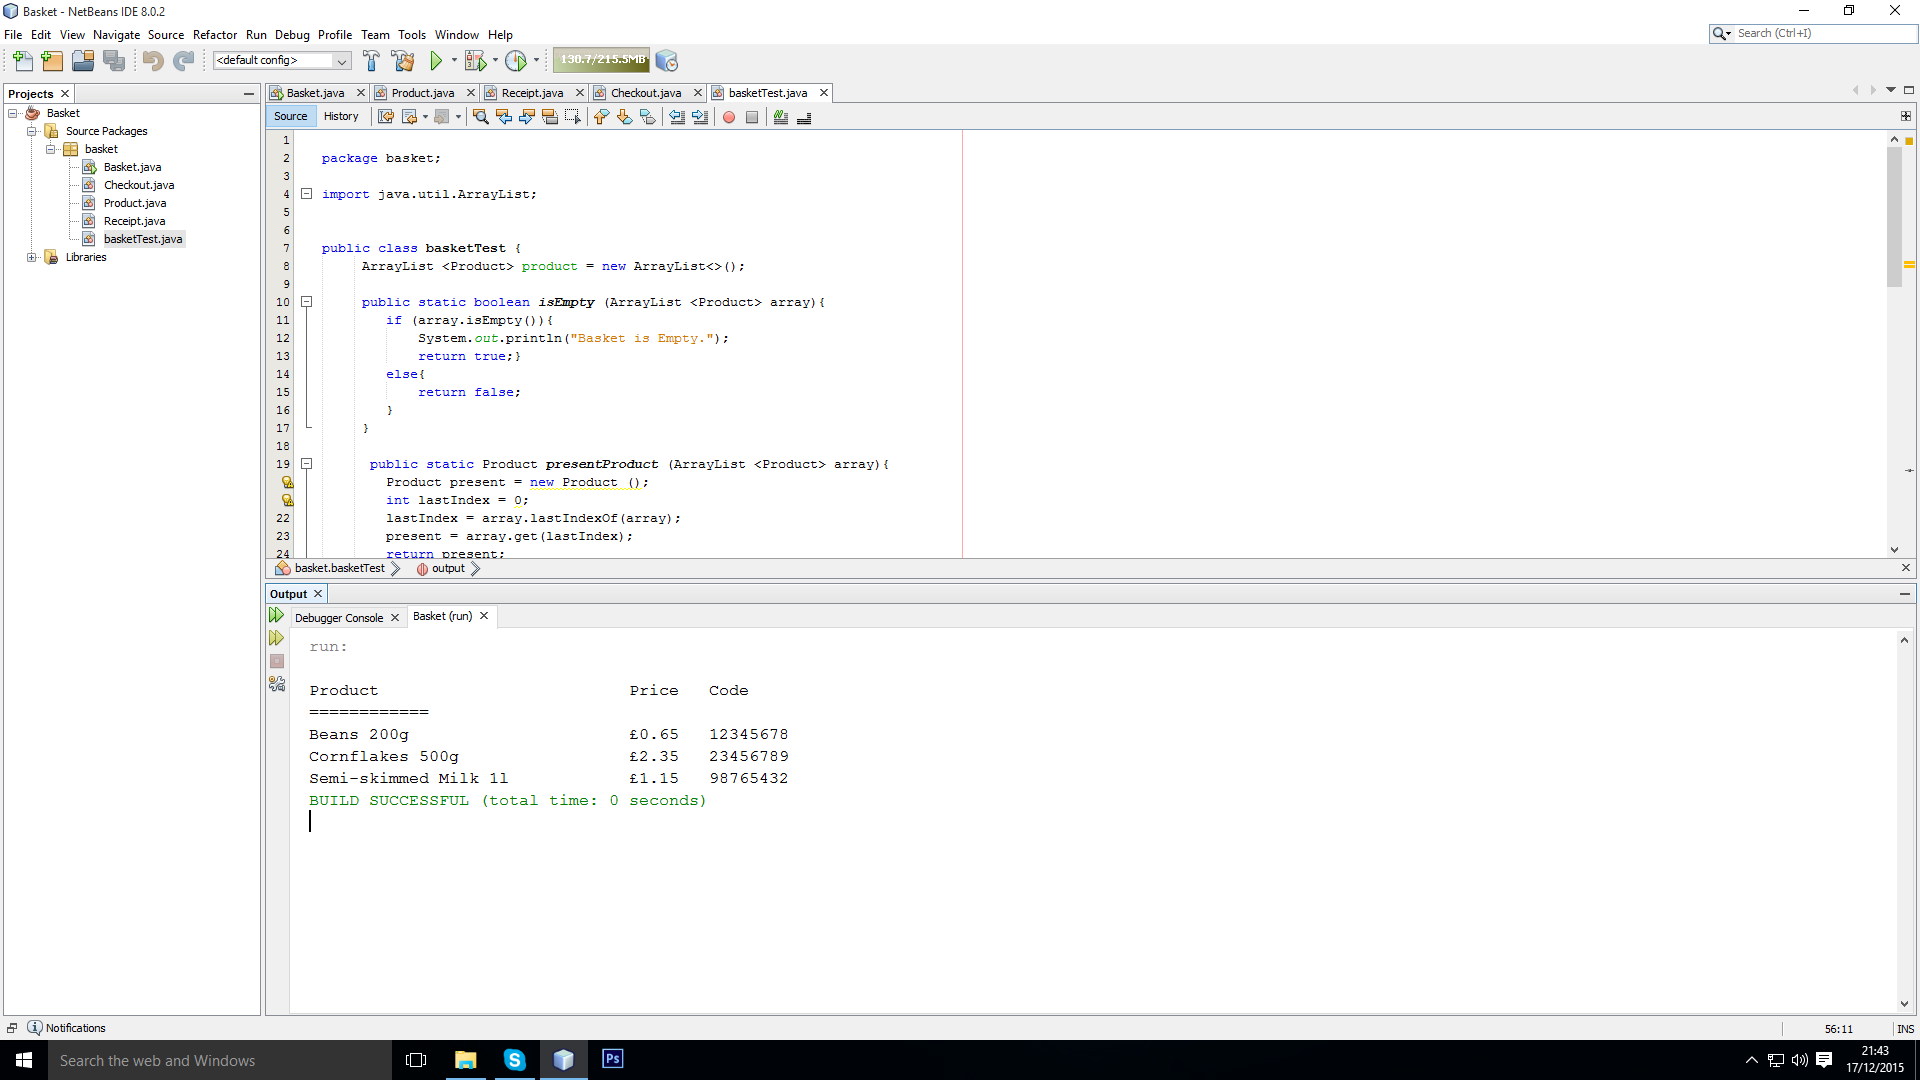 Basket - NetBeans IDE 8.0.2
File Edit View Navigate Source Refactor Run Debug Profile Team Tools Window Help
Search (Ctrl+I)
<default config>
130.7/215.5MB
Projects
Basket
Source Packages
basket
Basket.java
Checkout.java
Product.java
Receipt.java
basketTest.java
Libraries
Basket.java Product.java Receipt.java Checkout.java basketTest.java
Source History
1
2 package basket;
3
4 import java.util.ArrayList;
5
6
7 public class basketTest {
8 ArrayList <Product> product = new ArrayList<>();
9
10 public static boolean isEmpty (ArrayList <Product> array){
11 if (array.isEmpty()){
12 System.out.println("Basket is Empty.");
13 return true;}
14 else{
15 return false;
16 }
17 }
18
19 public static Product presentProduct (ArrayList <Product> array){
Product present = new Product ();
int lastIndex = 0;
22 lastIndex = array.lastIndexOf(array);
23 present = array.get(lastIndex);
24 return present;
basket.basketTest output
Output
Debugger Console Basket (run)
run:
Product Price Code
============
Beans 200g £0.65 12345678
Cornflakes 500g £2.35 23456789
Semi-skimmed Milk 1l £1.15 98765432
BUILD SUCCESSFUL (total time: 0 seconds)
Notifications
56:11 INS
Search the web and Windows
Ps
21:43
17/12/2015